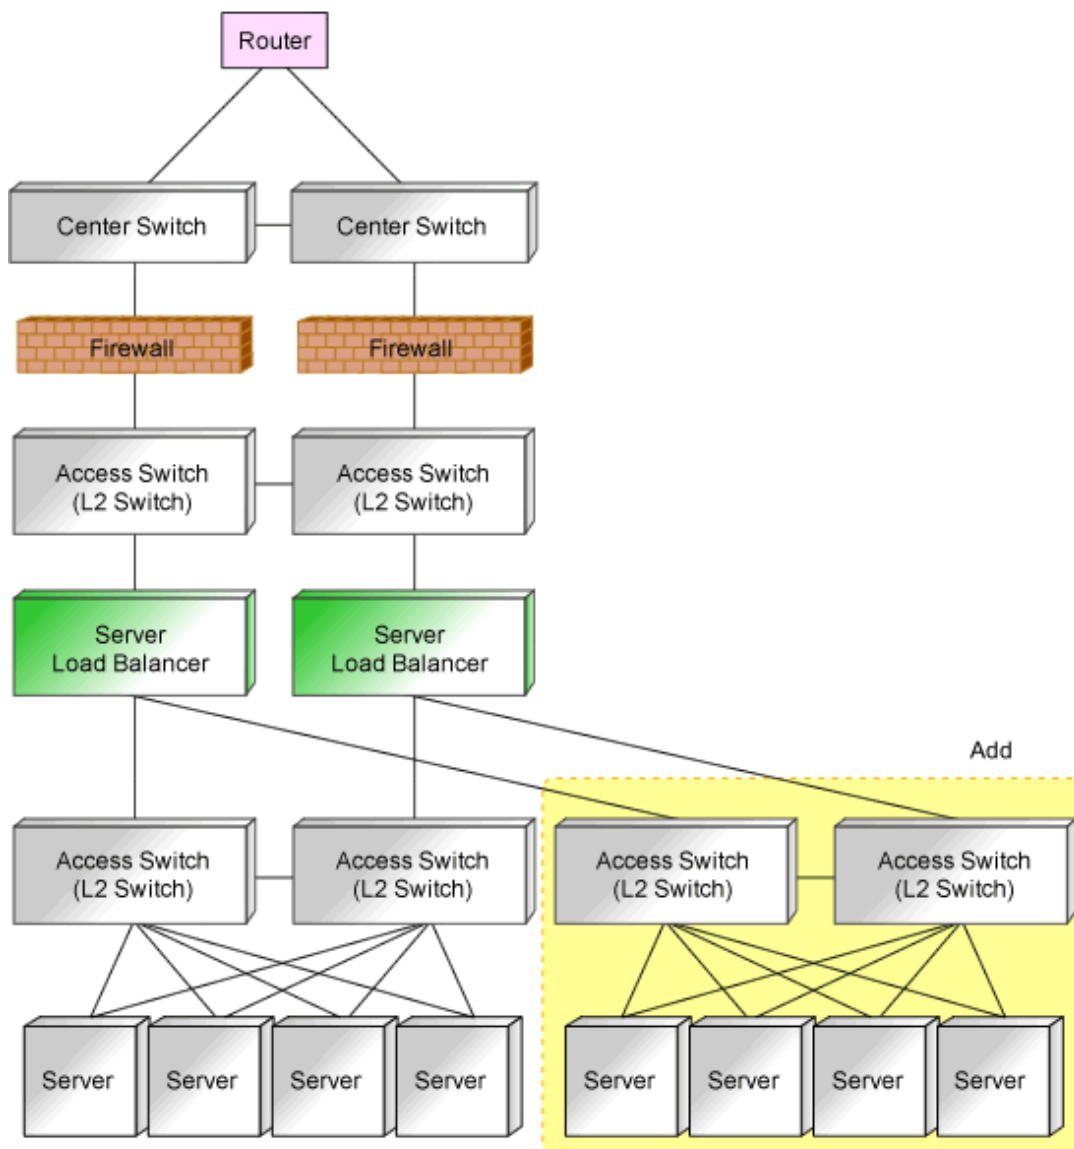 Router
Center Switch
Center Switch
Firewall
Firewall
Access Switch
(L2 Switch)
Access Switch
(L2 Switch)
Server
Load Balancer
Server
Load Balancer
Add
Access Switch
(L2 Switch)
Access Switch
(L2 Switch)
Access Switch
(L2 Switch)
Access Switch
(L2 Switch)
Server
Server
Server
Server
Server
Server
Server
Server